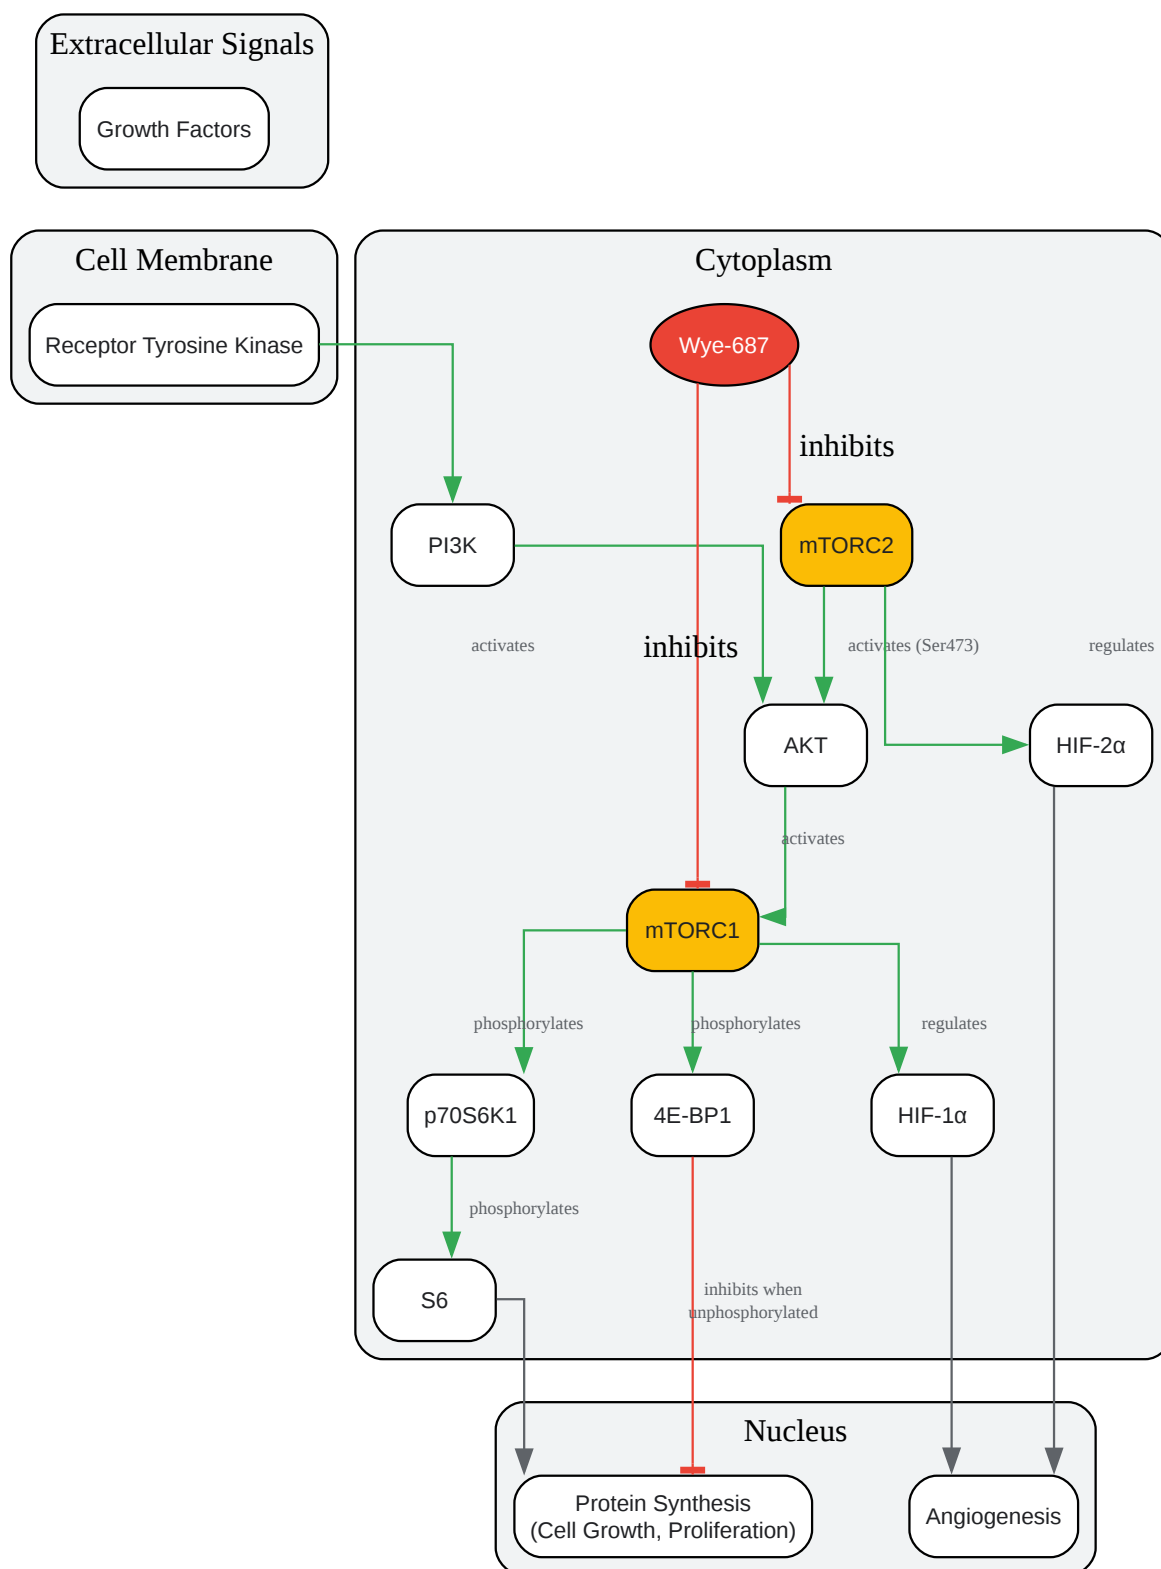 Extracellular Signals
Growth Factors
Cell Membrane
Cytoplasm
Receptor Tyrosine Kinase
Wye-687
inhibits
PI3K
mTORC2
activates
inhibits
activates (Ser473)
regulates
AKT
HIF-2α
activates
mTORC1
phosphorylates
phosphorylates
regulates
p70S6K1
4E-BP1
HIF-1α
phosphorylates
S6
inhibits when
unphosphorylated
Nucleus
Protein Synthesis
(Cell Growth, Proliferation)
Angiogenesis